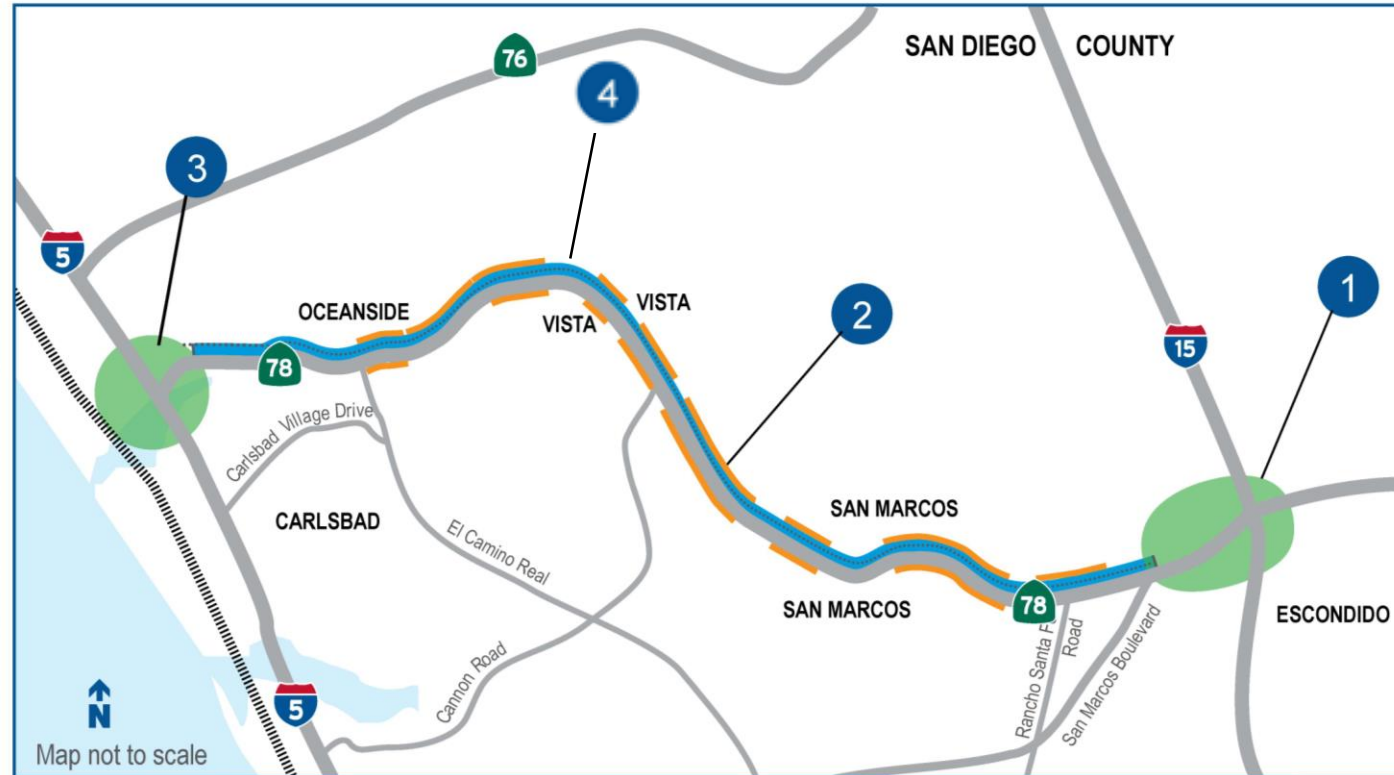 SAN DIEGO COUNTY
76
4
3
5
1
OCEANSIDE
VISTA
VISTA
2
15
78
Carlsbad Village Drive
CARLSBAD
El Camino Real
SAN MARCOS
SAN MARCOS
78
ESCONDIDO
Rancho Santa
Road
San Marcos Boulevard
Cannon Road
5
N
Map not to scale